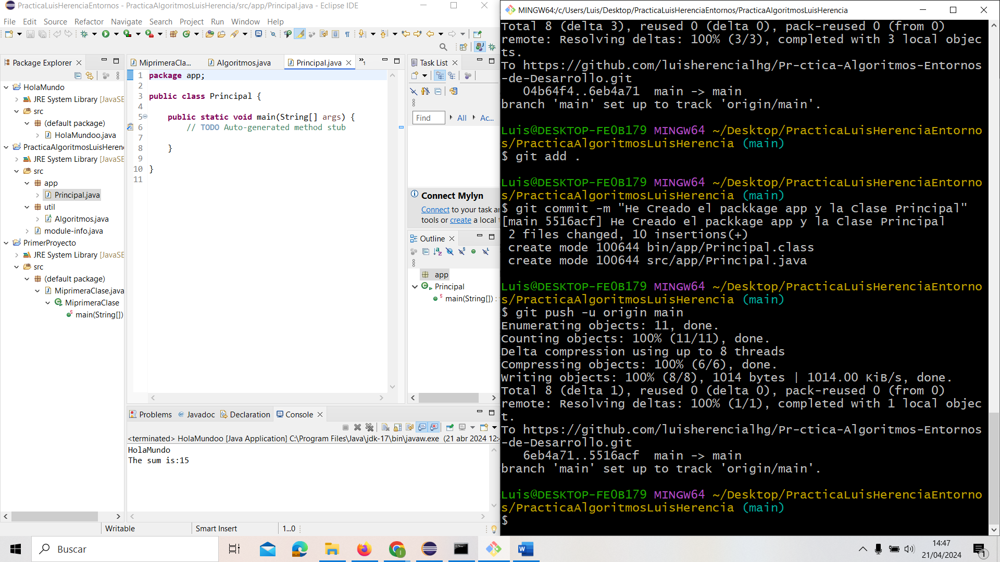 PracticaLuisHerenciaEntornos - PracticaAlgoritmosLuisHerencia/src/app/Principal.java - Eclipse IDE
File Edit Source Refactor Navigate Search Project Run Window Help
Package Explorer
HolaMundo
JRE System Library [JavaSE
src
(default package)
HolaMundoo.java
PracticaAlgoritmosLuisHeren
JRE System Library [JavaSE
src
app
Principal.java
util
Algoritmos.java
module-info.java
PrimerProyecto
JRE System Library [JavaSE
src
(default package)
MiprimeraClase.java
MiprimeraClase
main(String[])
MiprimeraCla... Algoritmos.java Principal.java »1
1 package app;
2
3 public class Principal {
4
5 public static void main(String[] args) {
6 // TODO Auto-generated method stub
7
8 }
9
10 }
11
Task List
Find All Ac...
Connect Mylyn
Connect to your task a
tools or create a local
Outline
app
Principal
main(String[]) :
Problems Javadoc Declaration Console
<terminated> HolaMundoo [Java Application] C:\Program Files\Java\jdk-17\bin\javaw.exe (21 abr 2024 12:
HolaMundo
The sum is:15
Writable Smart Insert 1...0
MINGW64:/c/Users/Luis/Desktop/PracticaLuisHerenciaEntornos/PracticaAlgoritmosLuisHerencia
Total 8 (delta 3), reused 0 (delta 0), pack-reused 0 (from 0)
remote: Resolving deltas: 100% (3/3), completed with 3 local objec
ts.
To https://github.com/luisherencialhg/Pr-ctica-Algoritmos-Entornos
-de-Desarrollo.git
04b64f4..6eb4a71 main -> main
branch 'main' set up to track 'origin/main'.
Luis@DESKTOP-FE0B179 MINGW64 ~/Desktop/PracticaLuisHerenciaEntorno
s/PracticaAlgoritmosLuisHerencia (main)
$ git add .
Luis@DESKTOP-FE0B179 MINGW64 ~/Desktop/PracticaLuisHerenciaEntorno
s/PracticaAlgoritmosLuisHerencia (main)
$ git commit -m "He Creado el packkage app y la Clase Principal"
[main 5516acf] He Creado el packkage app y la Clase Principal
2 files changed, 10 insertions(+)
create mode 100644 bin/app/Principal.class
create mode 100644 src/app/Principal.java
Luis@DESKTOP-FE0B179 MINGW64 ~/Desktop/PracticaLuisHerenciaEntorno
s/PracticaAlgoritmosLuisHerencia (main)
$ git push -u origin main
Enumerating objects: 11, done.
Counting objects: 100% (11/11), done.
Delta compression using up to 8 threads
Compressing objects: 100% (6/6), done.
Writing objects: 100% (8/8), 1014 bytes | 1014.00 KiB/s, done.
Total 8 (delta 1), reused 0 (delta 0), pack-reused 0 (from 0)
remote: Resolving deltas: 100% (1/1), completed with 1 local objec
t.
To https://github.com/luisherencialhg/Pr-ctica-Algoritmos-Entornos
-de-Desarrollo.git
6eb4a71..5516acf main -> main
branch 'main' set up to track 'origin/main'.
Luis@DESKTOP-FE0B179 MINGW64 ~/Desktop/PracticaLuisHerenciaEntorno
s/PracticaAlgoritmosLuisHerencia (main)
$
Buscar
14:47
21/04/2024
1